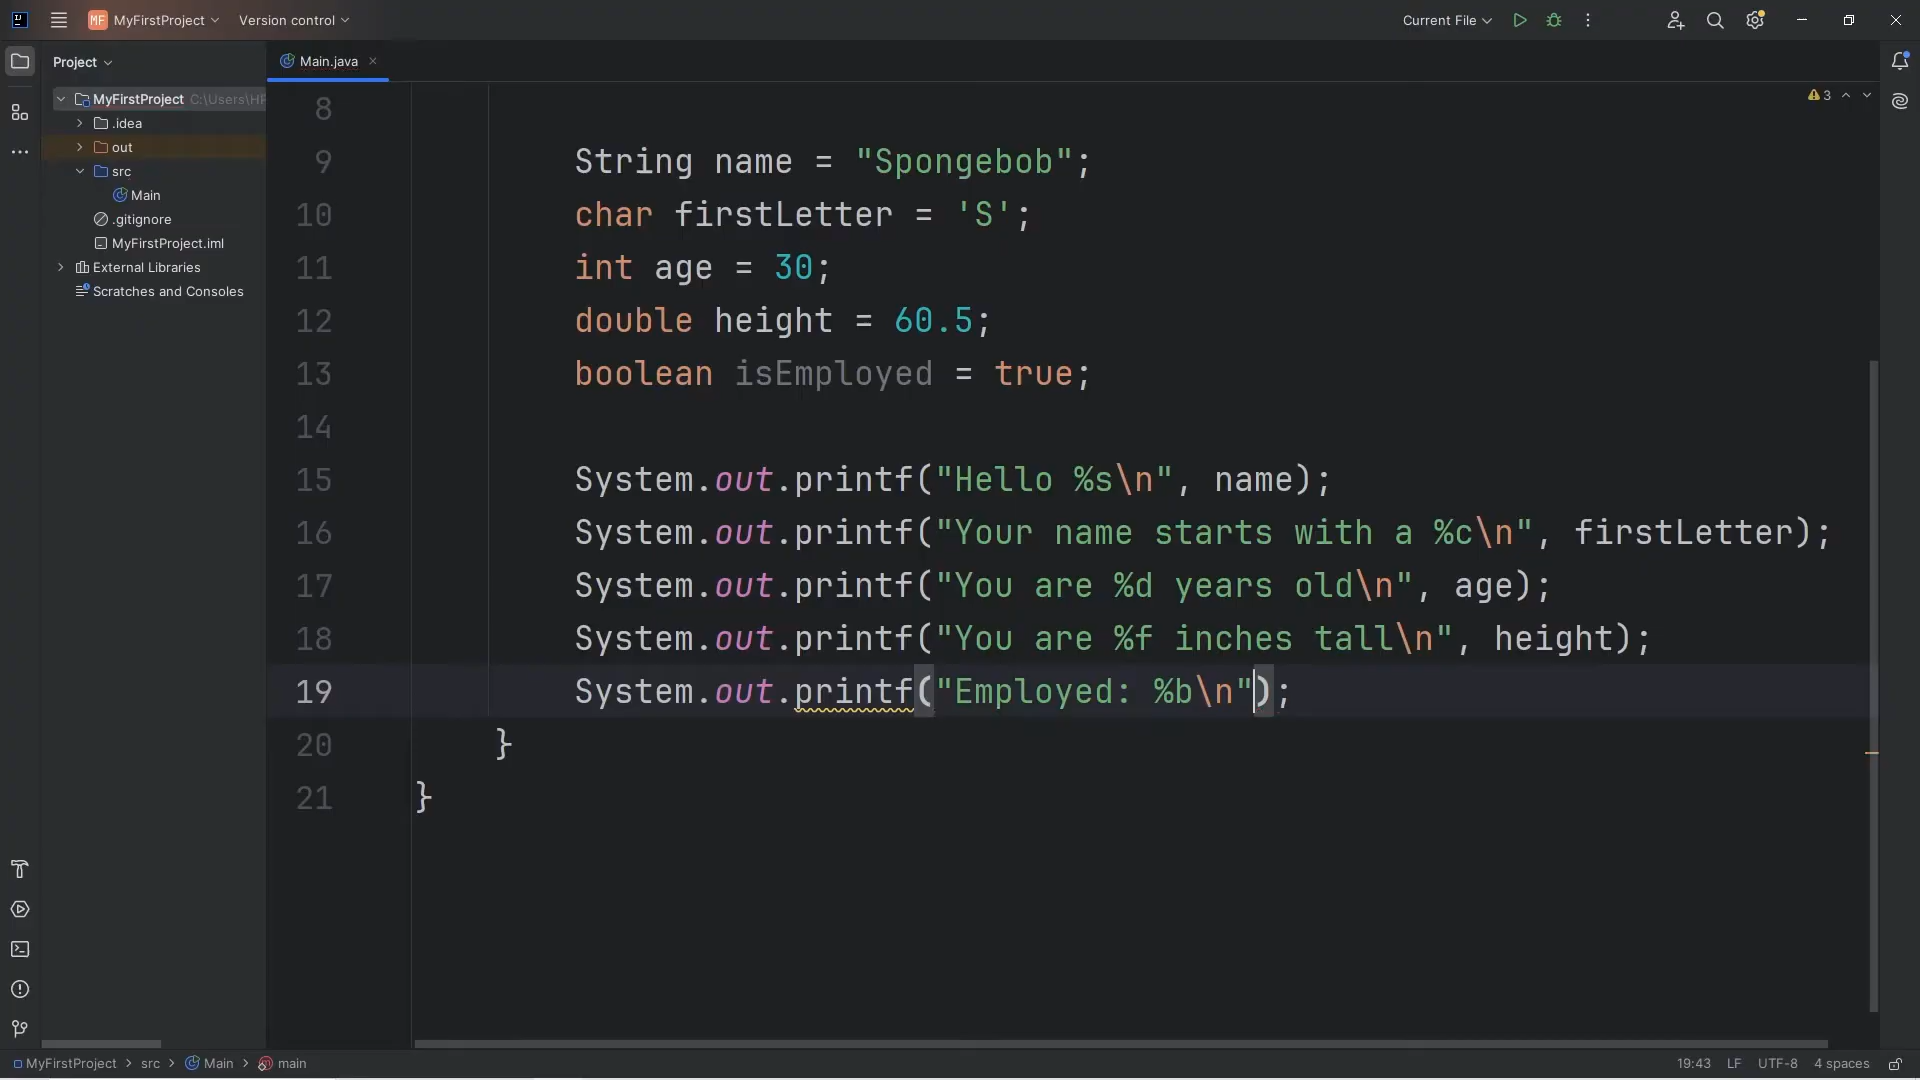 MF MyFirstProject Version control Current File
Project
Main.java
MyFirstProject C:\Users\HP
.idea
out
src
Main
.gitignore
MyFirstProject.iml
External Libraries
Scratches and Consoles
3
8
9 String name = "Spongebob";
10 char firstLetter = 'S';
11 int age = 30;
12 double height = 60.5;
13 boolean isEmployed = true;
14
15 System.out.printf("Hello %s\n", name);
16 System.out.printf("Your name starts with a %c\n", firstLetter);
17 System.out.printf("You are %d years old\n", age);
18 System.out.printf("You are %f inches tall\n", height);
19 System.out.printf("Employed: %b\n");
20 }
21 }
MyFirstProject > src > Main > main 19:43 LF UTF-8 4 spaces